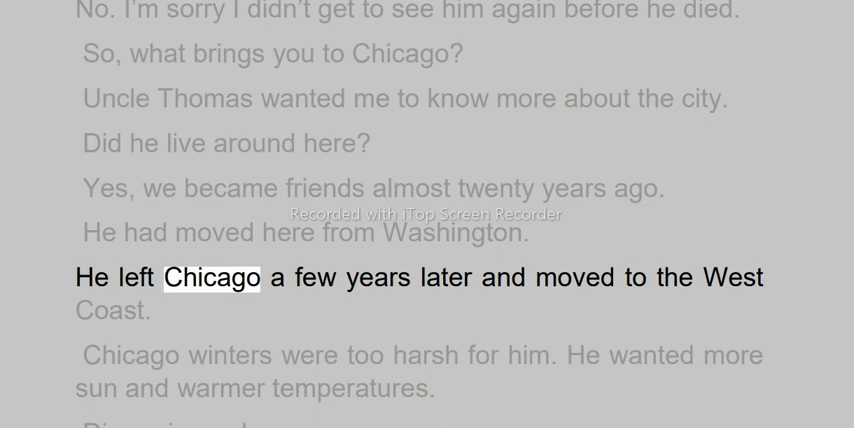 No. I'm sorry I didn't get to see him again before he died.
So, what brings you to Chicago?
Uncle Thomas wanted me to know more about the city.
Did he live around here?
Yes, we became friends almost twenty years ago.
Recorded with iTop Screen Recorder
He had moved here from Washington.
He left Chicago a few years later and moved to the West
Coast.
Chicago winters were too harsh for him. He wanted more
sun and warmer temperatures.